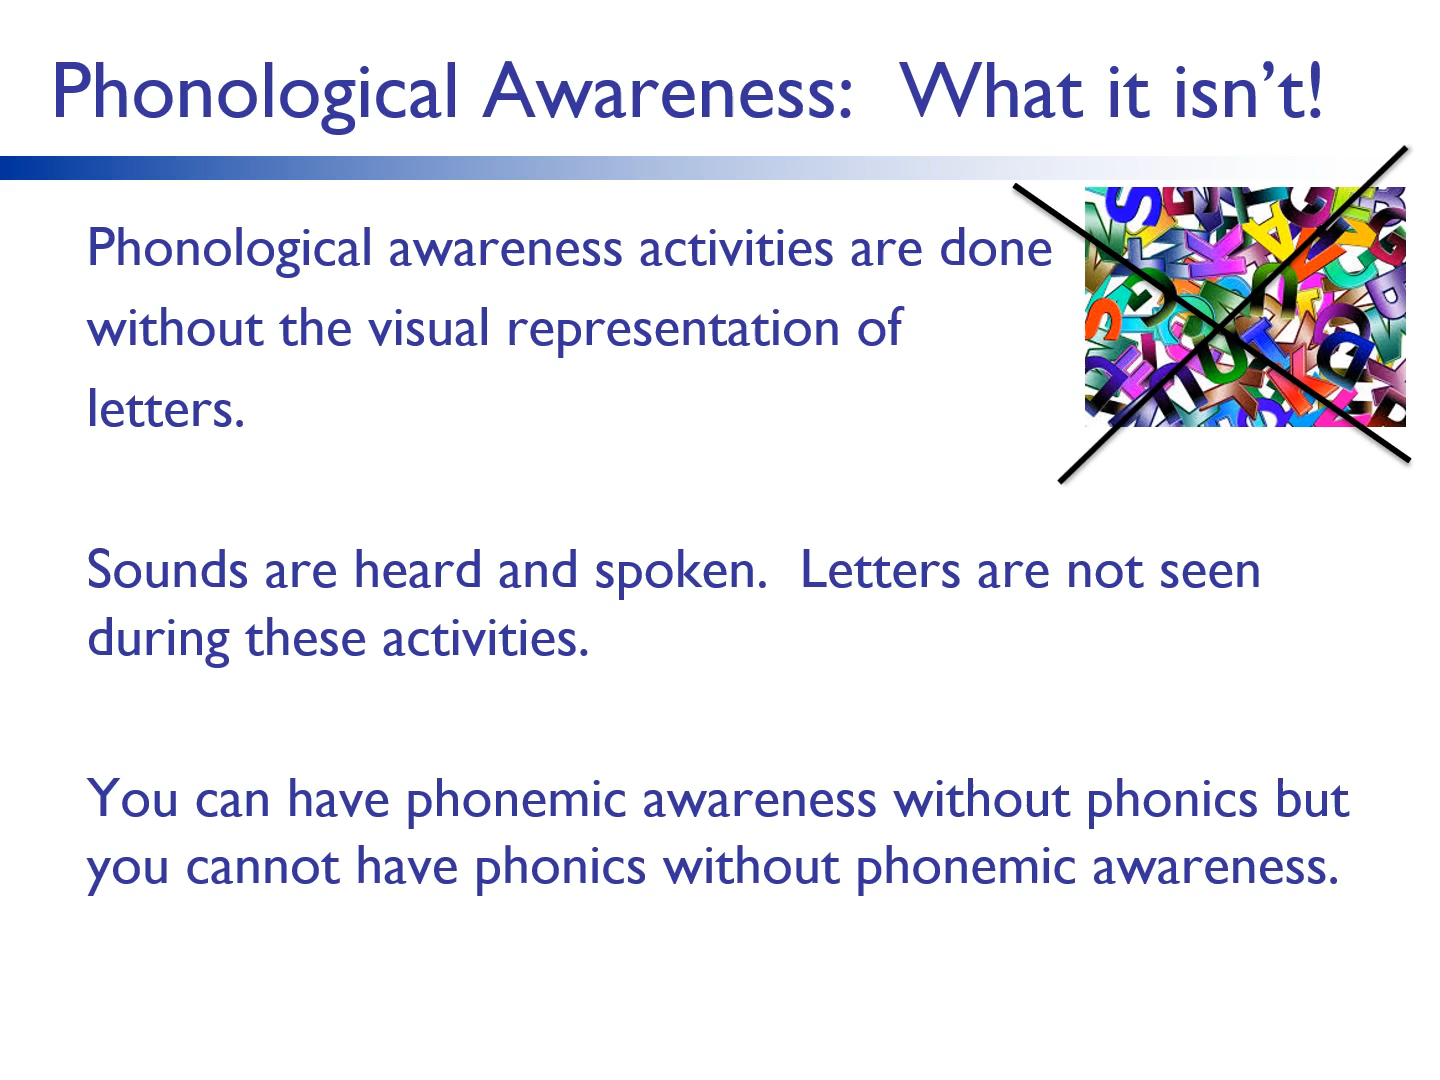 Phonological Awareness:  What it isn’t!
Phonological awareness activities are done
without the visual representation of
letters.
Sounds are heard and spoken.  Letters are not seen
during these activities.
You can have phonemic awareness without phonics but
you cannot have phonics without phonemic awareness.